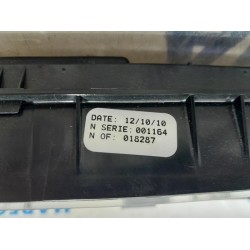 DATE: 12/10/10
N SERIE: 001164
N OF: 018287